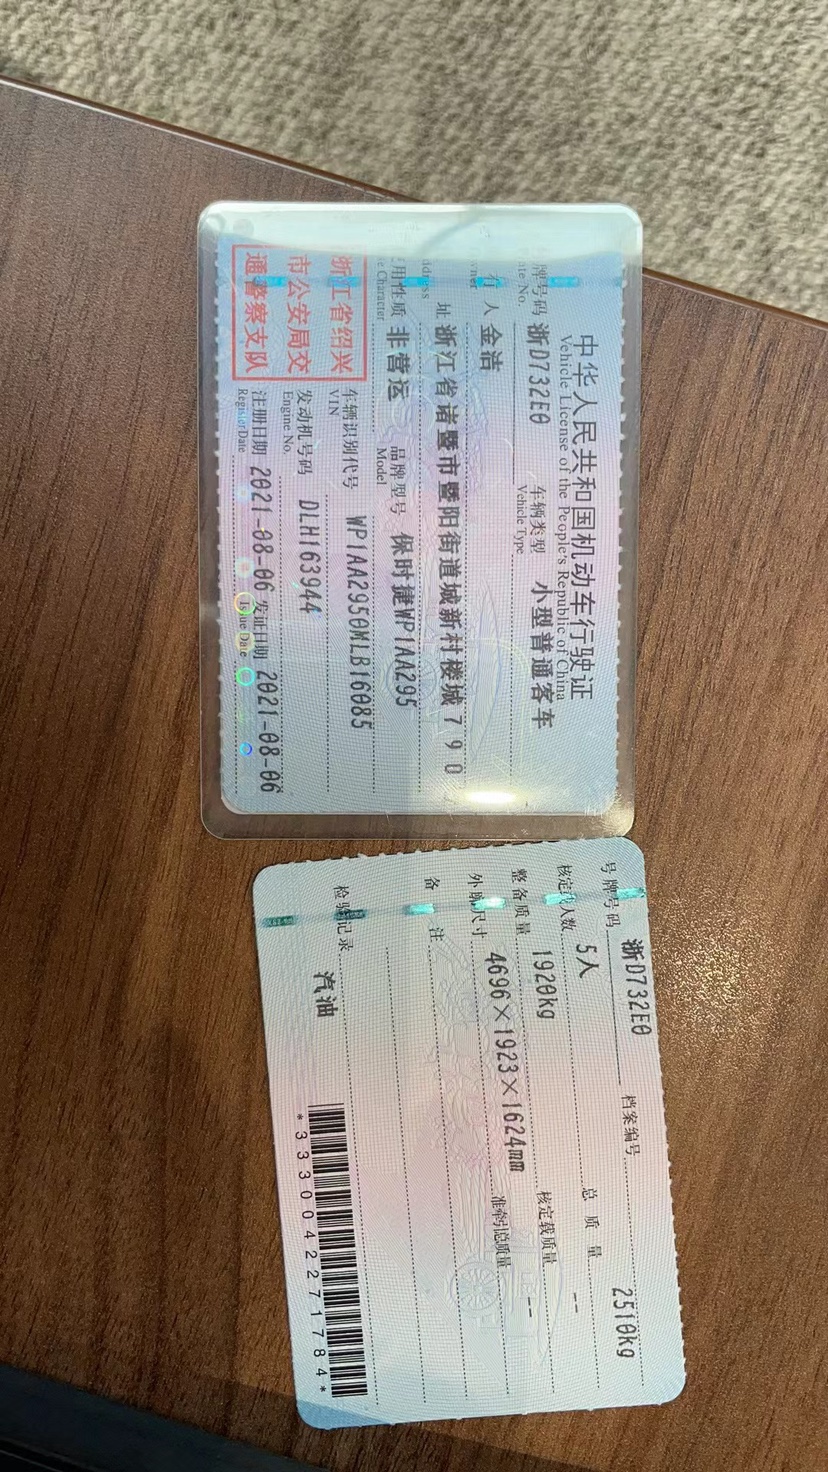 中华人民共和国机动车行驶证
Vehicle License of the People's Republic of China
牌号码 浙D732E0 车辆类型 小型普通客车
te No. Vehicle Type
有 人 金洁
wner
址 浙江省诸暨市暨阳街道城新村楼城790
ddress
用性质 非营运 品牌型号 保时捷WP1AA295
e Character Model
浙江省绍兴
市公安局交
通警察支队
车辆识别代号 WP1AA2950MLB16085
VIN
发动机号码 DLH163944
Engine No.
注册日期 2021-08-06 发证日期 2021-08-06
Register Date Issue Date
号牌号码 浙D732E0 档案编号
核定载人数 5人 总质量 2510kg
整备质量 1920kg 核定载质量 --
外廓尺寸 4696×1923×1624mm 准牵引总质量 --
备注
检验记录
汽油
*3330042271784*